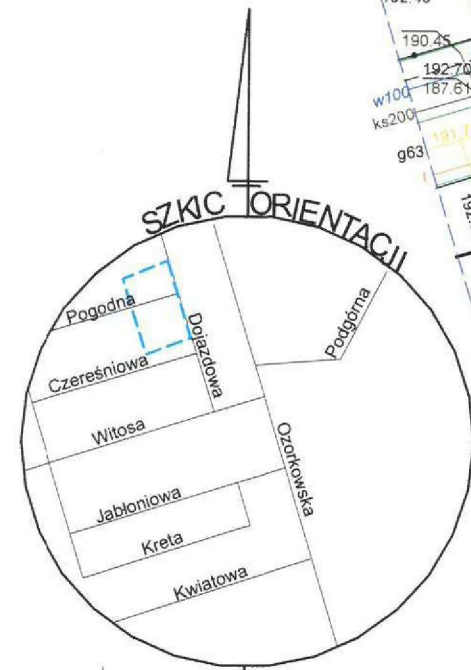 190.45
192.70
187.61
w100
ks200
g63
SZKIC ORIENTACJI
Pogodna
Dojazdowa
Podgórna
Czereśniowa
Witosa
Ozorkowska
Jabłoniowa
Kreta
Kwiatowa